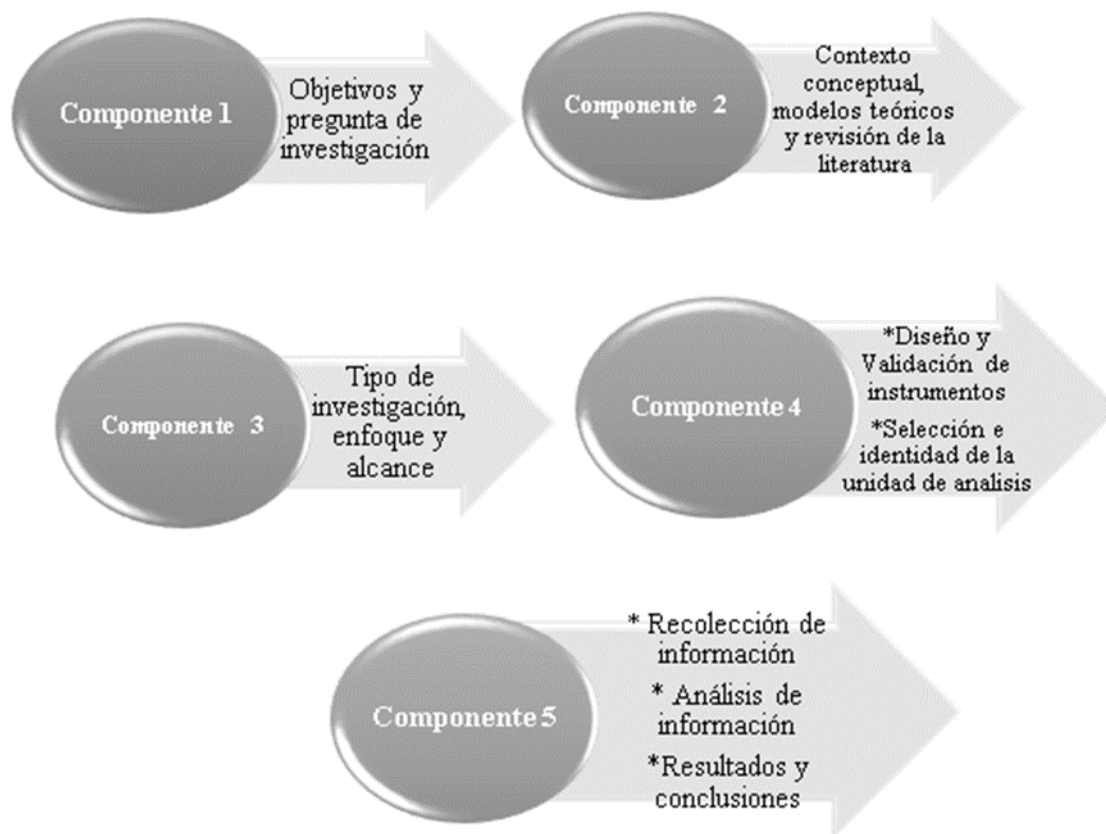 Componente 1
Objetivos y
pregunta de
investigación
Componente 2
Contexto
conceptual,
modelos teóricos
y revisión de la
literatura
Componente 3
Tipo de
investigación,
enfoque y
alcance
Componente 4
*Diseño y
Validación de
instrumentos
*Selección e
identidad de la
unidad de analisis
Componente 5
* Recolección de
información
* Análisis de
información
*Resultados y
conclusiones